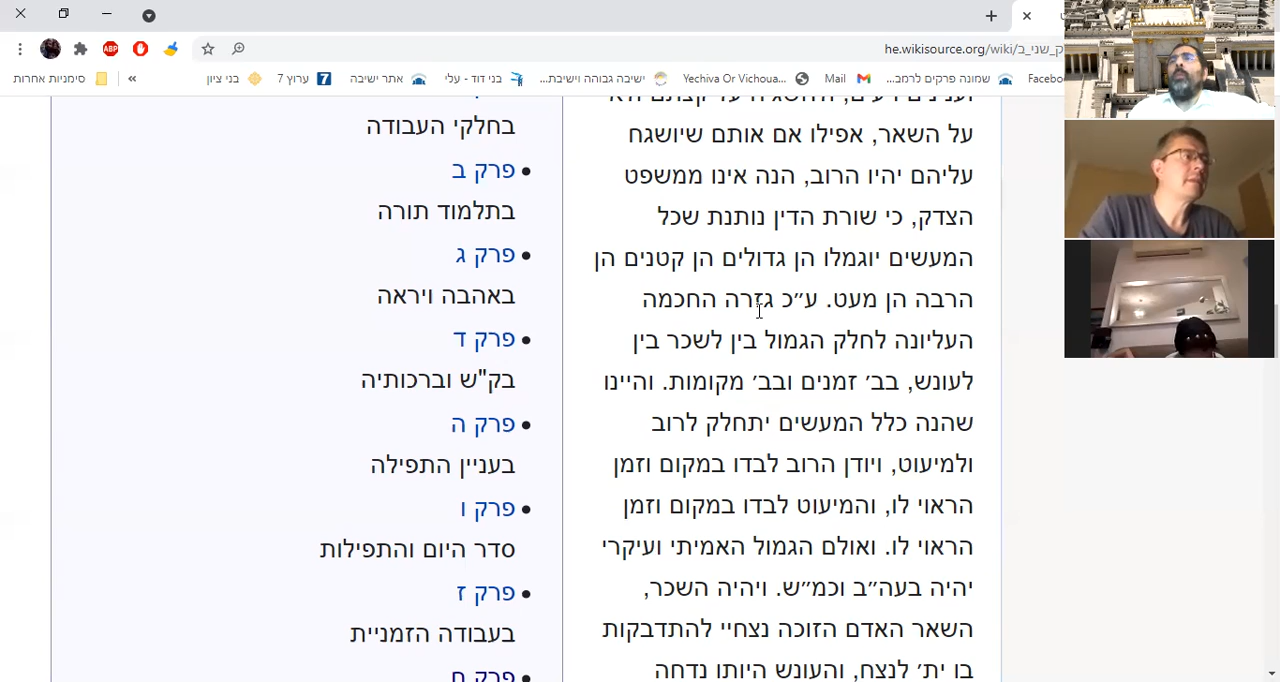 he.wikisource.org/wiki/ק_שני_ב
Facebo
שמונה פרקים לרמב...
Mail
Yechiva Or Vichoua...
ישיבה גבוהה וישיבת...
בני דוד - עלי
אתר ישיבה
ערוץ 7
בני ציון
«
סימניות אחרות
על השאר, אפילו אם אותם שיושגח
עליהם יהיו הרוב, הנה אינו ממשפט
הצדק, כי שורת הדין נותנת שכל
המעשים יוגמלו הן גדולים הן קטנים הן
הרבה הן מעט. ע״כ גזרה החכמה
העליונה לחלק הגמול בין לשכר בין
לעונש, בב׳ זמנים ובב׳ מקומות. והיינו
שהנה כלל המעשים יתחלק לרוב
ולמיעוט, ויודן הרוב לבדו במקום וזמן
הראוי לו, והמיעוט לבדו במקום וזמן
הראוי לו. ואולם הגמול האמיתי ועיקרי
יהיה בעה״ב וכמ״ש. ויהיה השכר,
השאר האדם הזוכה נצחיי להתדבקות
בו ית׳ לנצח, והעונש היותו נדחה
בחלקי העבודה
פרק ב
בתלמוד תורה
פרק ג
באהבה ויראה
פרק ד
בק"ש וברכותיה
פרק ה
בעניין התפילה
פרק ו
סדר היום והתפילות
פרק ז
בעבודה הזמניית
פרק ח